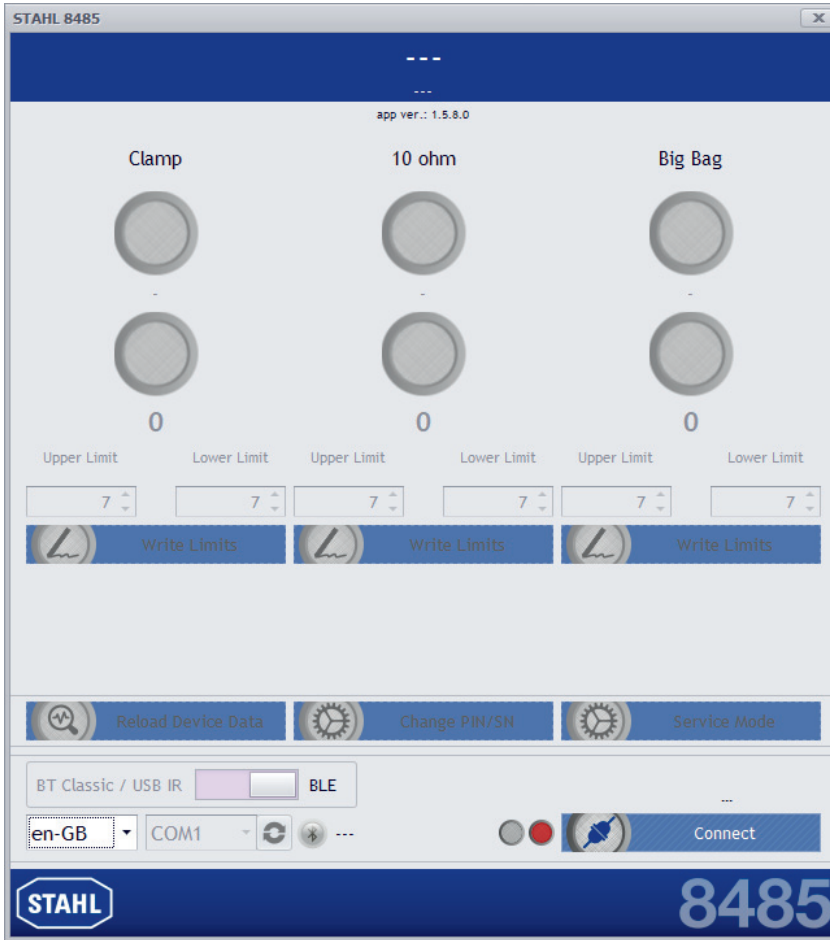 STAHL 8485
---
---
app ver.: 1.5.8.0
Clamp 10 ohm Big Bag
- - -
0 0 0
Upper Limit Lower Limit Upper Limit Lower Limit Upper Limit Lower Limit
7 7 7 7 7 7
Write Limits Write Limits Write Limits
Reload Device Data Change PIN/SN Service Mode
BT Classic / USB IR BLE
---
en-GB COM1 --- Connect
STAHL 8485